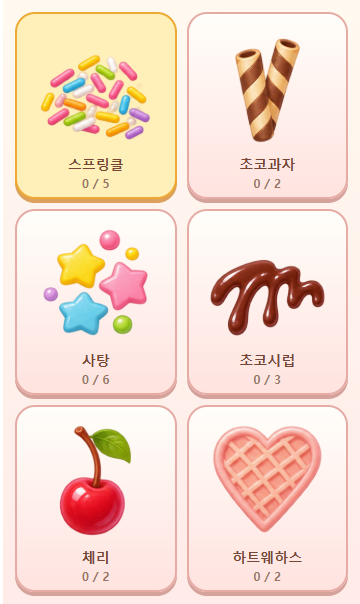 스프링클
0 / 5
초코과자
0 / 2
사탕
0 / 6
초코시럽
0 / 3
체리
0 / 2
하트웨하스
0 / 2